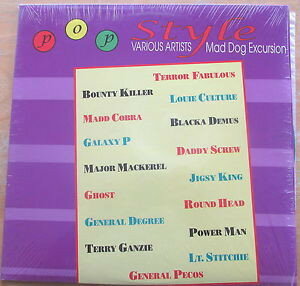 pop Style
VARIOUS ARTISTS Mad Dog Excursion
TERROR FABULOUS
BOUNTY KILLER
LOUIE CULTURE
MADD COBRA
BLACKA DEMUS
GALAXY P
DADDY SCREW
MAJOR MACKEREL
JIGSY KING
GHOST
ROUND HEAD
GENERAL DEGREE
POWER MAN
TERRY GANZIE
LT. STITCHIE
GENERAL PECOS